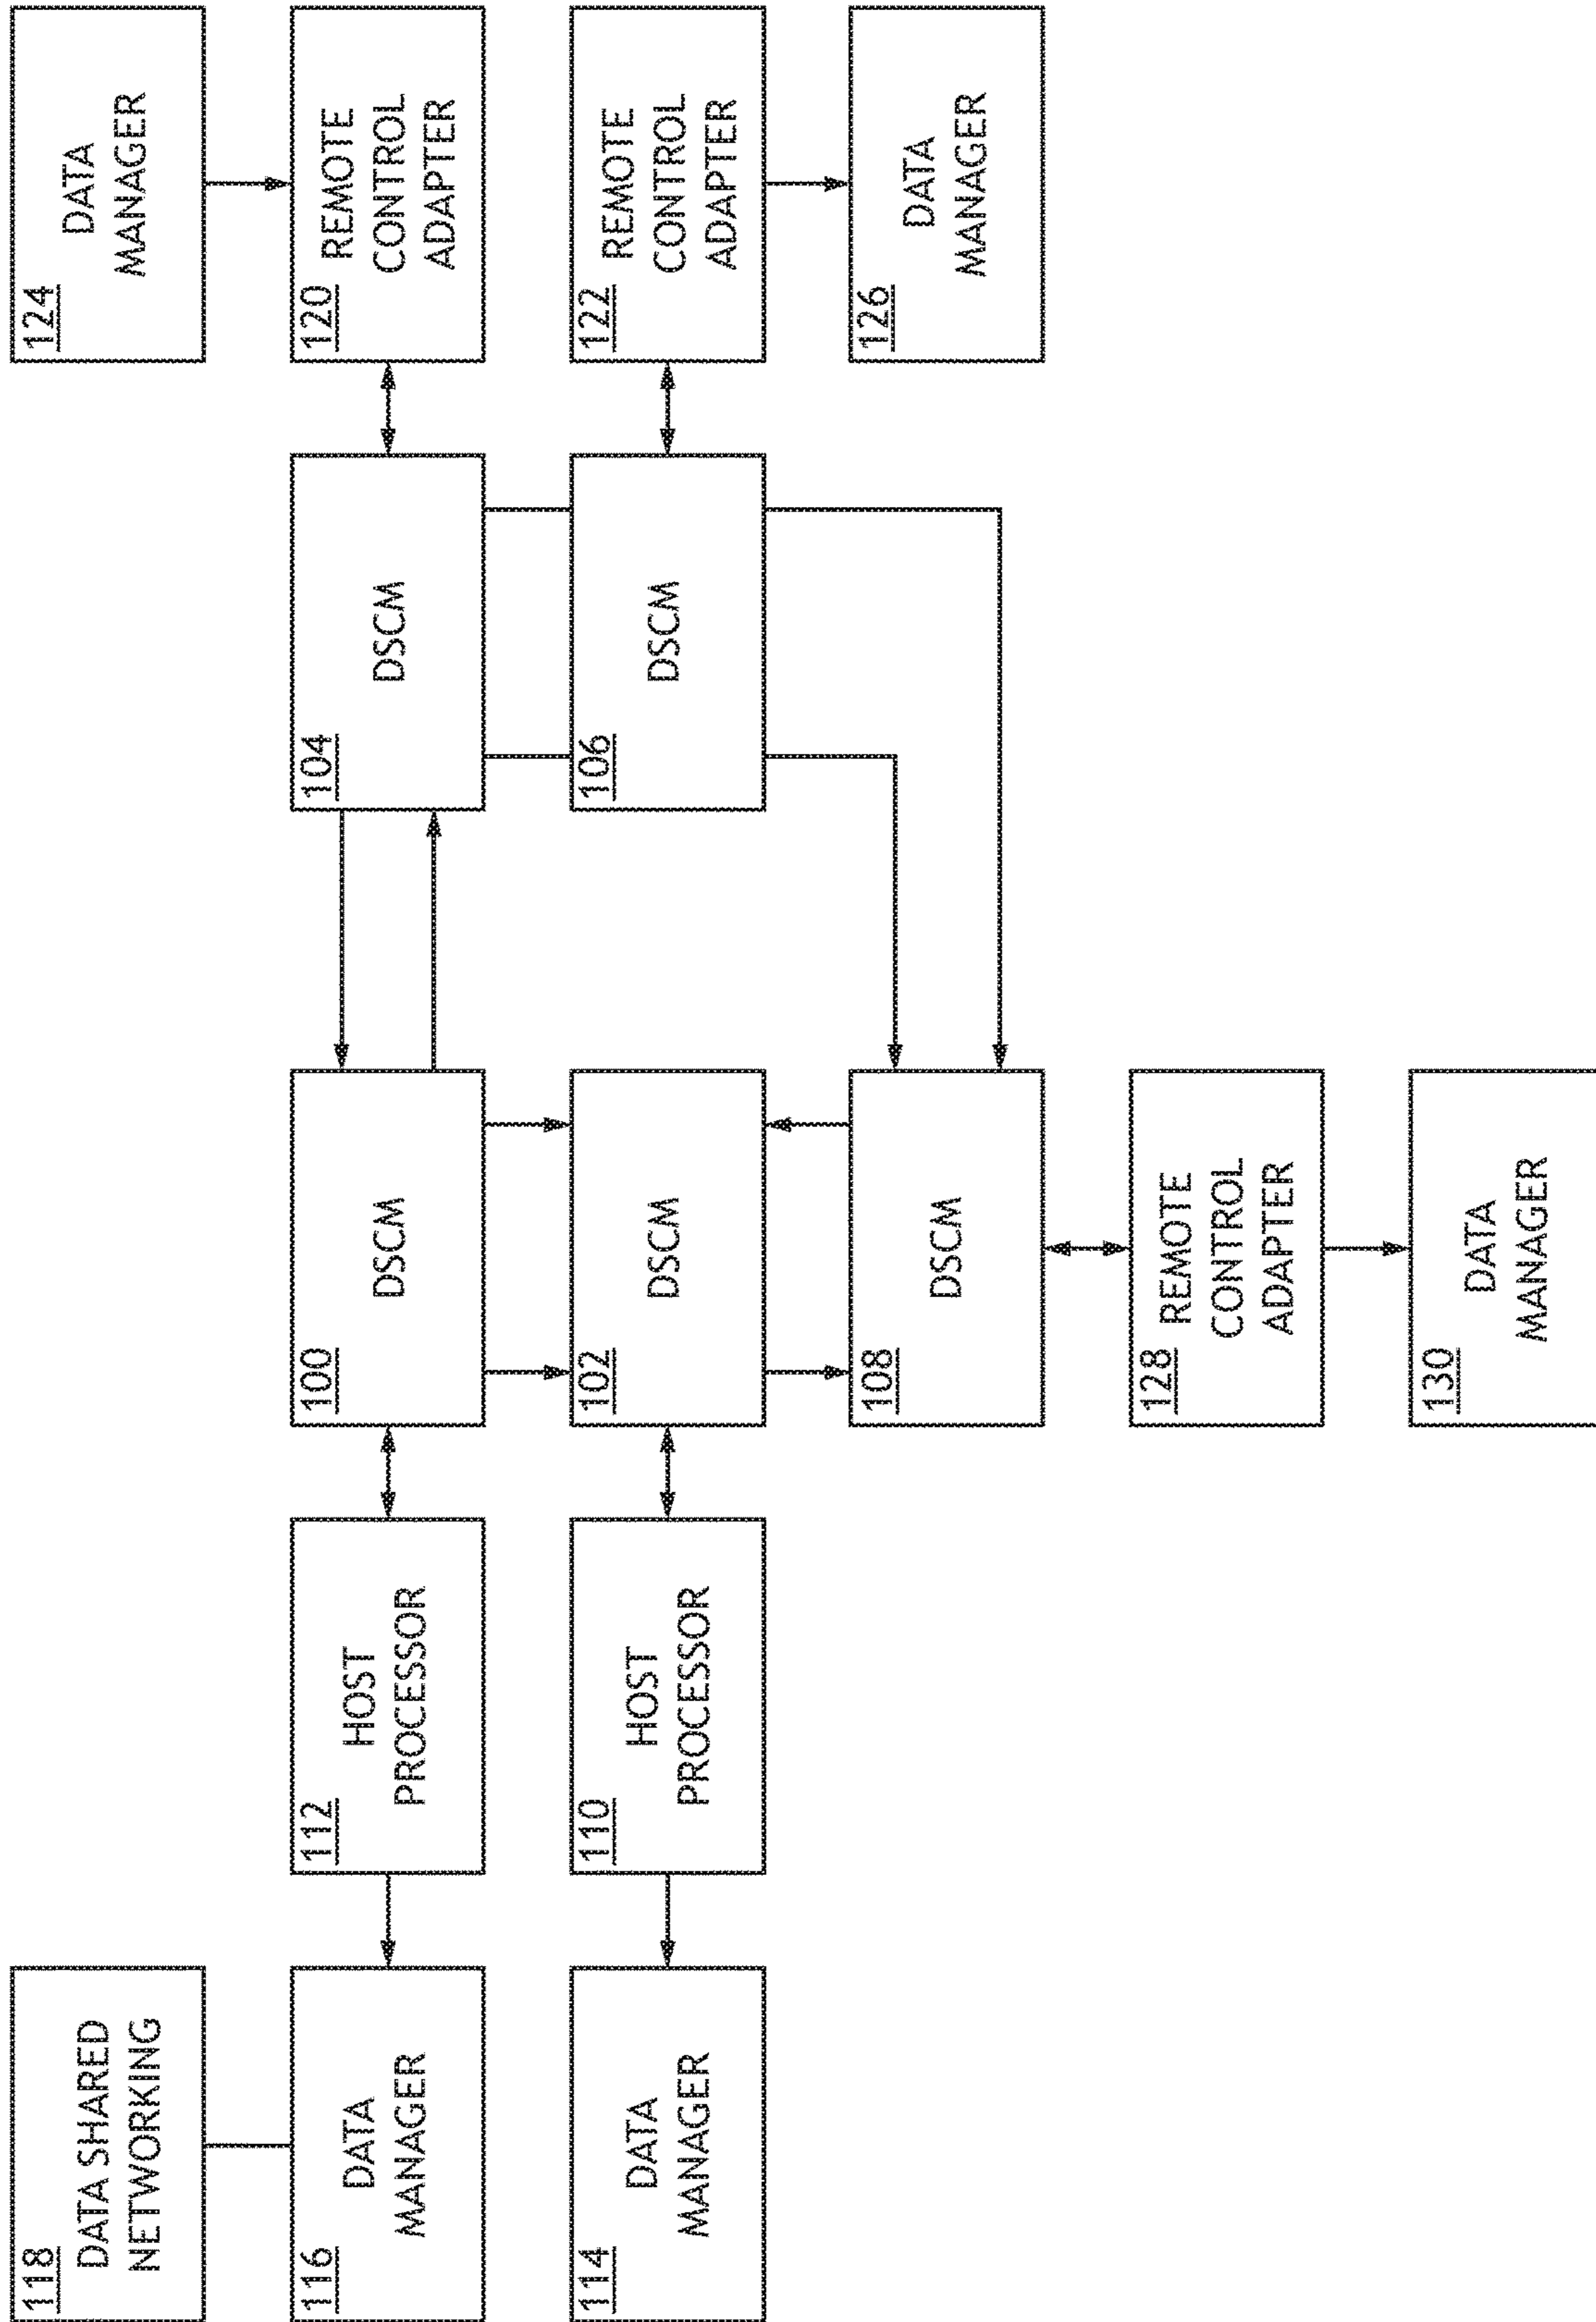 118
DATA SHARED
NETWORKING
124
DATA
MANAGER
116
DATA
MANAGER
112
HOST
PROCESSOR
100
DSCM
104
DSCM
120
REMOTE
CONTROL
ADAPTER
114
DATA
MANAGER
110
HOST
PROCESSOR
102
DSCM
106
DSCM
122
REMOTE
CONTROL
ADAPTER
108
DSCM
126
DATA
MANAGER
128
REMOTE
CONTROL
ADAPTER
130
DATA
MANAGER